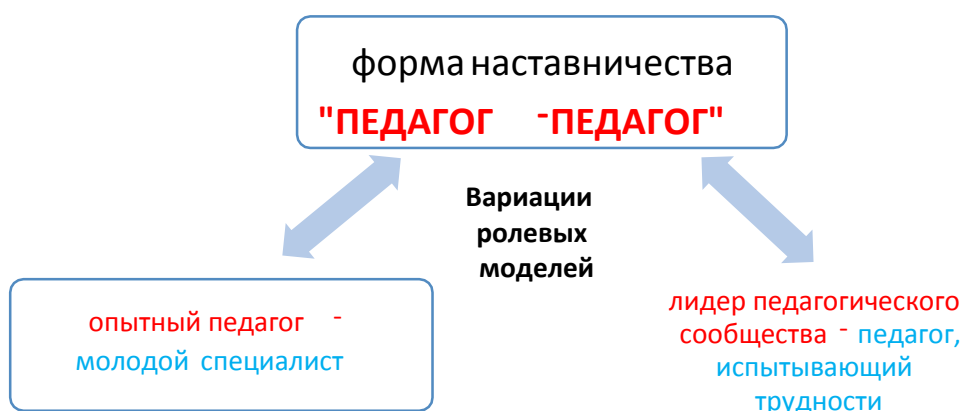 форма наставничества
"ПЕДАГОГ -ПЕДАГОГ"
Вариации
ролевых
моделей
опытный педагог -
молодой специалист
лидер педагогического
сообщества - педагог,
испытывающий
трудности